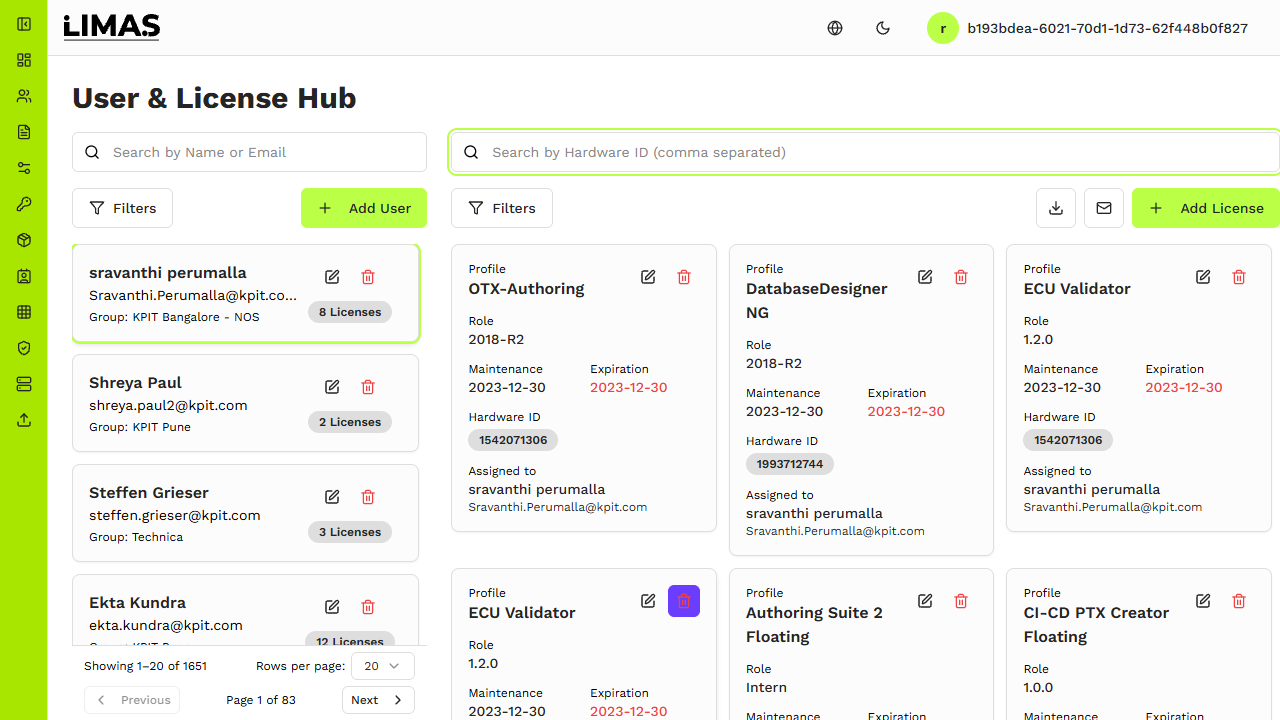 LIMAS
r
b193bdea-6021-70d1-1d73-62f448b0f827
User & License Hub
Search by Name or Email
Filters
Add User
sravanthi perumalla
Sravanthi.Perumalla@kpit.co...
Group: KPIT Bangalore - NOS
8 Licenses
Shreya Paul
shreya.paul2@kpit.com
Group: KPIT Pune
2 Licenses
Steffen Grieser
steffen.grieser@kpit.com
Group: Technica
3 Licenses
Ekta Kundra
ekta.kundra@kpit.com
12 Licenses
Showing 1–20 of 1651
Rows per page:
20
Previous
Page 1 of 83
Next
Search by Hardware ID (comma separated)
Filters
Add License
Profile
OTX-Authoring
Role
2018-R2
Maintenance
2023-12-30
Expiration
2023-12-30
Hardware ID
1542071306
Assigned to
sravanthi perumalla
Sravanthi.Perumalla@kpit.com
Profile
DatabaseDesigner
NG
Role
2018-R2
Maintenance
2023-12-30
Expiration
2023-12-30
Hardware ID
1993712744
Assigned to
sravanthi perumalla
Sravanthi.Perumalla@kpit.com
Profile
ECU Validator
Role
1.2.0
Maintenance
2023-12-30
Expiration
2023-12-30
Hardware ID
1542071306
Assigned to
sravanthi perumalla
Sravanthi.Perumalla@kpit.com
Profile
ECU Validator
Role
1.2.0
Maintenance
2023-12-30
Expiration
2023-12-30
Profile
Authoring Suite 2
Floating
Role
Intern
Maintenance
Expiration
Profile
CI-CD PTX Creator
Floating
Role
1.0.0
Maintenance
Expiration